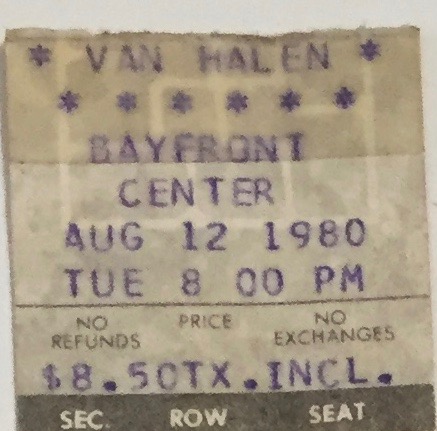 * VAN HALEN *
* * * * * *
BAYFRONT
CENTER
AUG 12 1980
TUE 8 00 PM
NO REFUNDS PRICE NO EXCHANGES
$8.50TX.INCL.
SEC. ROW SEAT